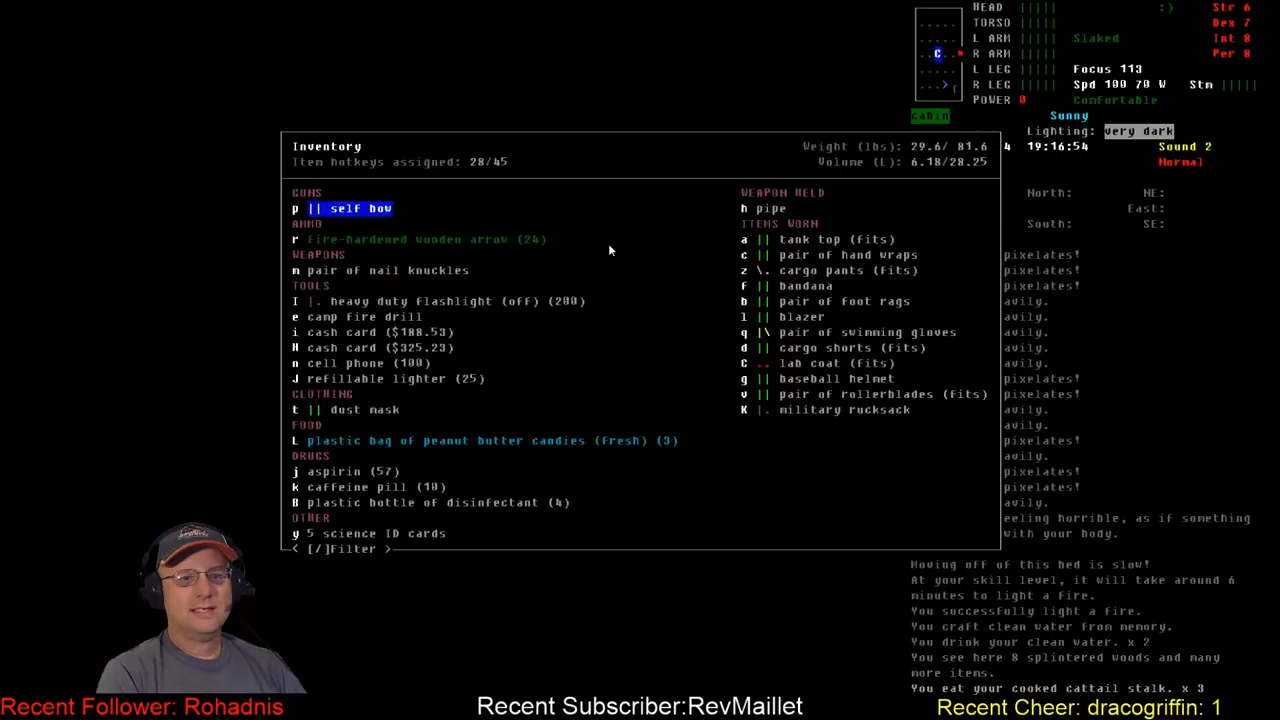 HEAD ||||| :) Str 6
TORSO ||||| Dex 7
L ARM ||||| Slaked Int 8
R ARM ||||| Per 8
L LEG ||||| Focus 113
R LEG ||||| Spd 100 70 W Stm |||||
POWER 0 Comfortable
cabin Sunny
Lighting: very dark
4 19:16:54 Sound 2
Normal
North: NE:
East:
South: SE:
Inventory Weight (lbs): 29.6/ 81.6
Item hotkeys assigned: 28/45 Volume (L): 6.18/28.25
GUNS
p || self bow
AMMO
r fire-hardened wooden arrow (24)
WEAPONS
m pair of nail knuckles
TOOLS
I |. heavy duty flashlight (off) (200)
e camp fire drill
i cash card ($188.53)
H cash card ($325.23)
n cell phone (100)
J refillable lighter (25)
CLOTHING
t || dust mask
FOOD
L plastic bag of peanut butter candies (fresh) (3)
DRUGS
j aspirin (57)
k caffeine pill (10)
B plastic bottle of disinfectant (4)
OTHER
y 5 science ID cards
< [/]Filter >
WEAPON HELD
h pipe
ITEMS WORN
a || tank top (fits)
c || pair of hand wraps
z \. cargo pants (fits)
f || bandana
b || pair of foot rags
l || blazer
q |\ pair of swimming gloves
d || cargo shorts (fits)
C .. lab coat (fits)
g || baseball helmet
v || pair of rollerblades (fits)
K |. military rucksack
pixelates!
pixelates!
pixelates!
avily.
avily.
avily.
avily.
avily.
pixelates!
pixelates!
avily.
avily.
pixelates!
avily.
pixelates!
pixelates!
avily.
eeling horrible, as if something
with your body.
Moving off of this bed is slow!
At your skill level, it will take around 6
minutes to light a fire.
You successfully light a fire.
You craft clean water from memory.
You drink your clean water. x 2
You see here 8 splintered woods and many
more items.
You eat your cooked cattail stalk. x 3
Recent Follower: Rohadnis
Recent Subscriber:RevMaillet
Recent Cheer: dracogriffin: 1